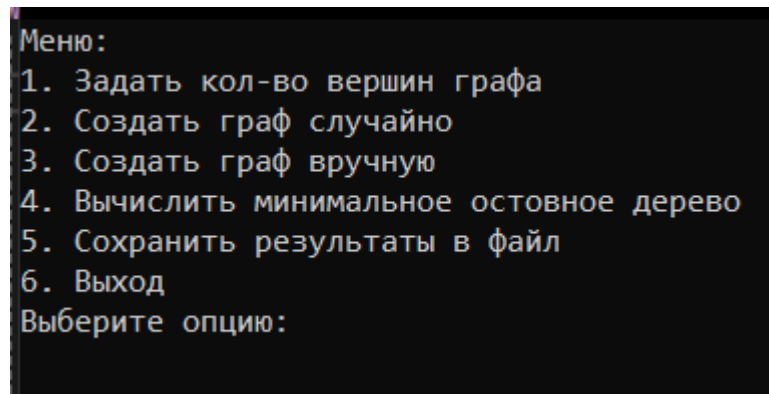 Меню:
1. Задать кол-во вершин графа
2. Создать граф случайно
3. Создать граф вручную
4. Вычислить минимальное остовное дерево
5. Сохранить результаты в файл
6. Выход
Выберите опцию: